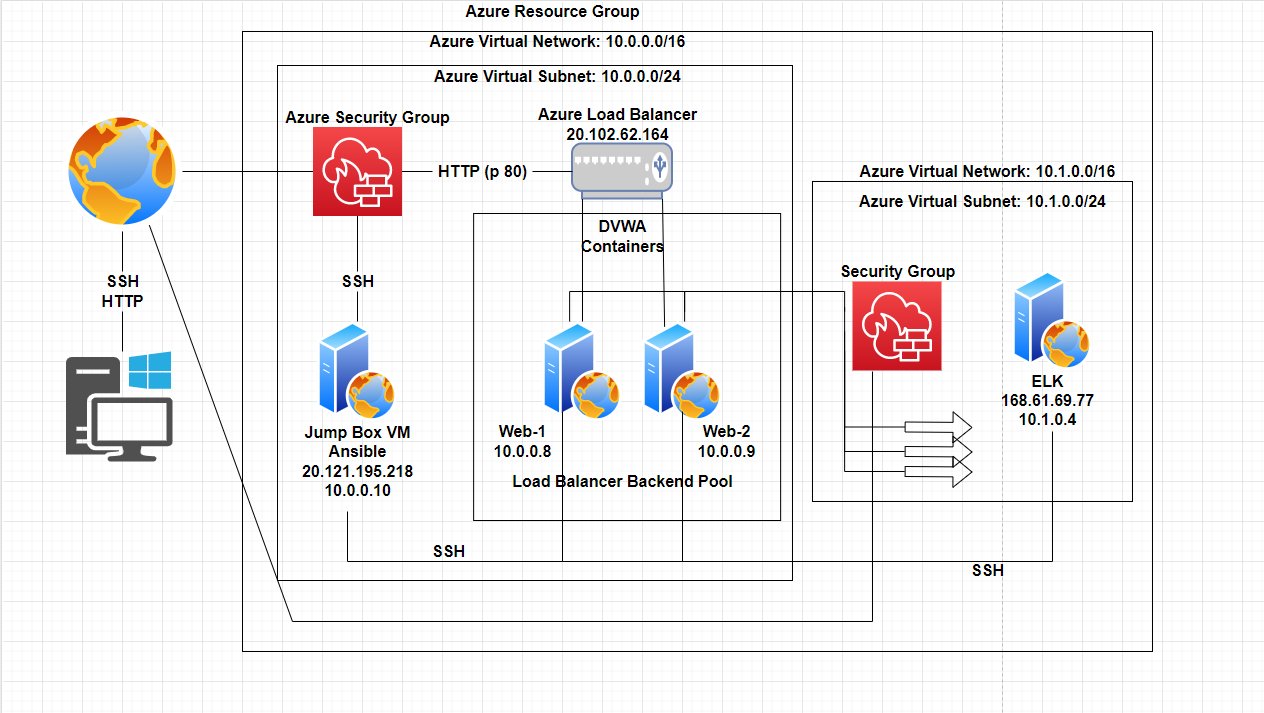 Azure Resource Group
Azure Virtual Network: 10.0.0.0/16
Azure Virtual Subnet: 10.0.0.0/24
Azure Security Group
Azure Load Balancer
20.102.62.164
HTTP (p 80)
Azure Virtual Network: 10.1.0.0/16
Azure Virtual Subnet: 10.1.0.0/24
DVWA
Containers
SSH
HTTP
SSH
Security Group
ELK
168.61.69.77
10.1.0.4
Jump Box VM
Ansible
20.121.195.218
10.0.0.10
Web-1
10.0.0.8
Web-2
10.0.0.9
Load Balancer Backend Pool
SSH
SSH